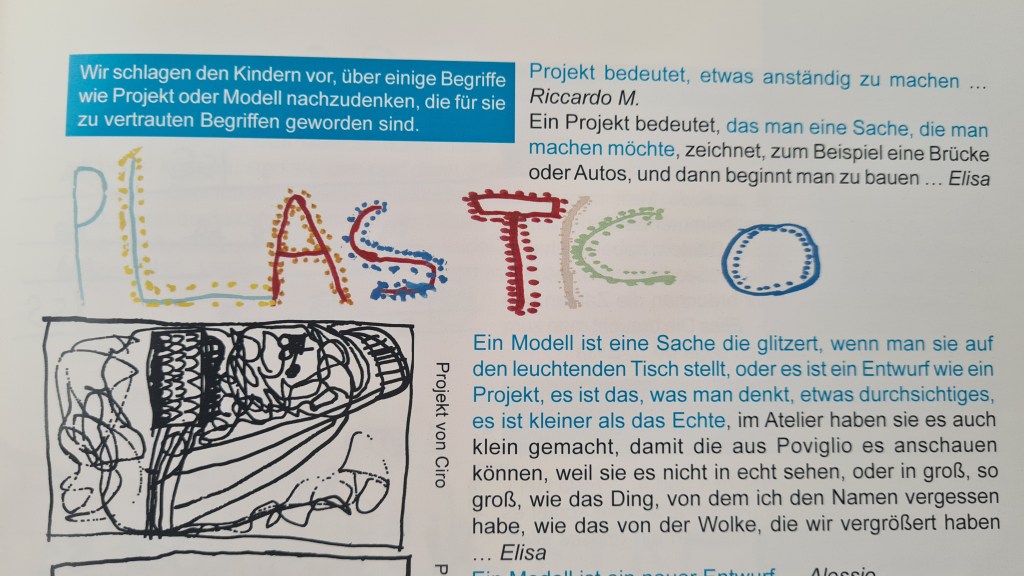 Wir schlagen den Kindern vor, über einige Begriffe
wie Projekt oder Modell nachzudenken, die für sie
zu vertrauten Begriffen geworden sind.
Projekt bedeutet, etwas anständig zu machen …
Riccardo M.
Ein Projekt bedeutet, das man eine Sache, die man
machen möchte, zeichnet, zum Beispiel eine Brücke
oder Autos, und dann beginnt man zu bauen … Elisa
PLASTICO
Projekt von Ciro
Ein Modell ist eine Sache die glitzert, wenn man sie auf
den leuchtenden Tisch stellt, oder es ist ein Entwurf wie ein
Projekt, es ist das, was man denkt, etwas durchsichtiges,
es ist kleiner als das Echte, im Atelier haben sie es auch
klein gemacht, damit die aus Poviglio es anschauen
können, weil sie es nicht in echt sehen, oder in groß, so
groß, wie das Ding, von dem ich den Namen vergessen
habe, wie das von der Wolke, die wir vergrößert haben
… Elisa
Ein Modell ist ein neuer Entwurf … Alessio